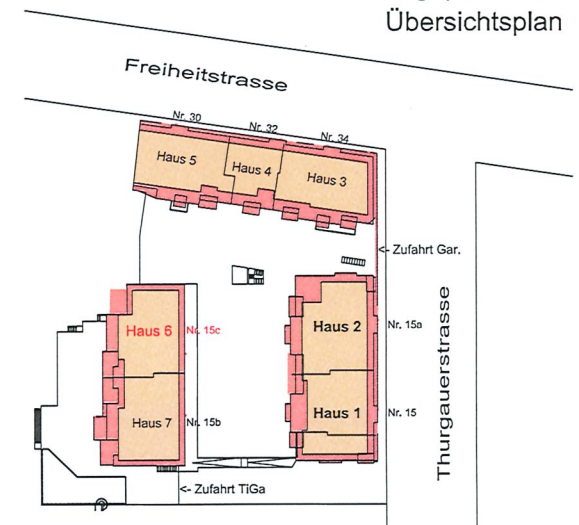 Übersichtsplan
Freiheitstrasse
Nr. 30
Nr. 32
Nr. 34
Haus 5
Haus 4
Haus 3
<- Zufahrt Gar.
Haus 6
Nr. 15c
Haus 2
Nr. 15a
Thurgauerstrasse
Haus 7
Nr. 15b
Haus 1
Nr. 15
<- Zufahrt TiGa